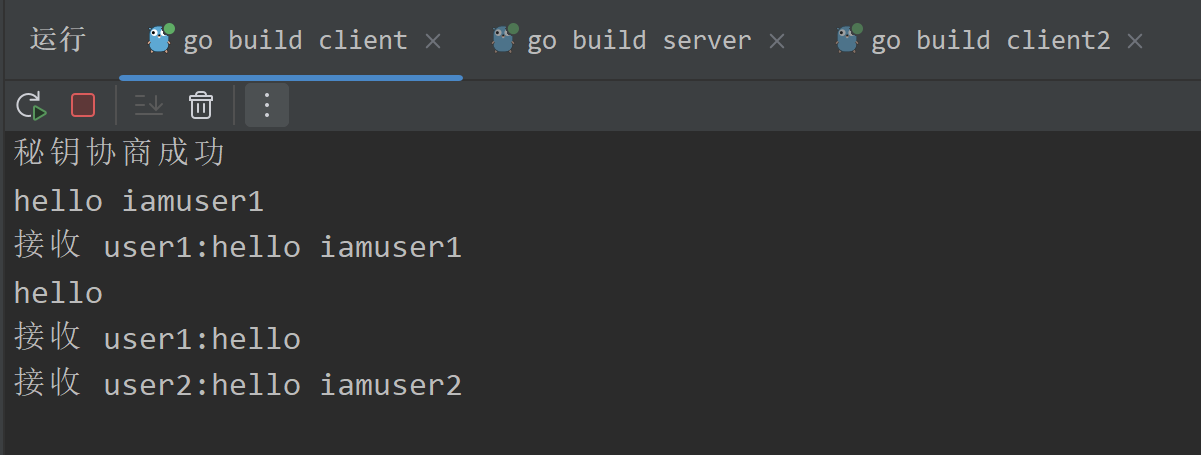 运行 go build client × go build server × go build client2 ×
秘钥协商成功
hello iamuser1
接收 user1:hello iamuser1
hello
接收 user1:hello
接收 user2:hello iamuser2